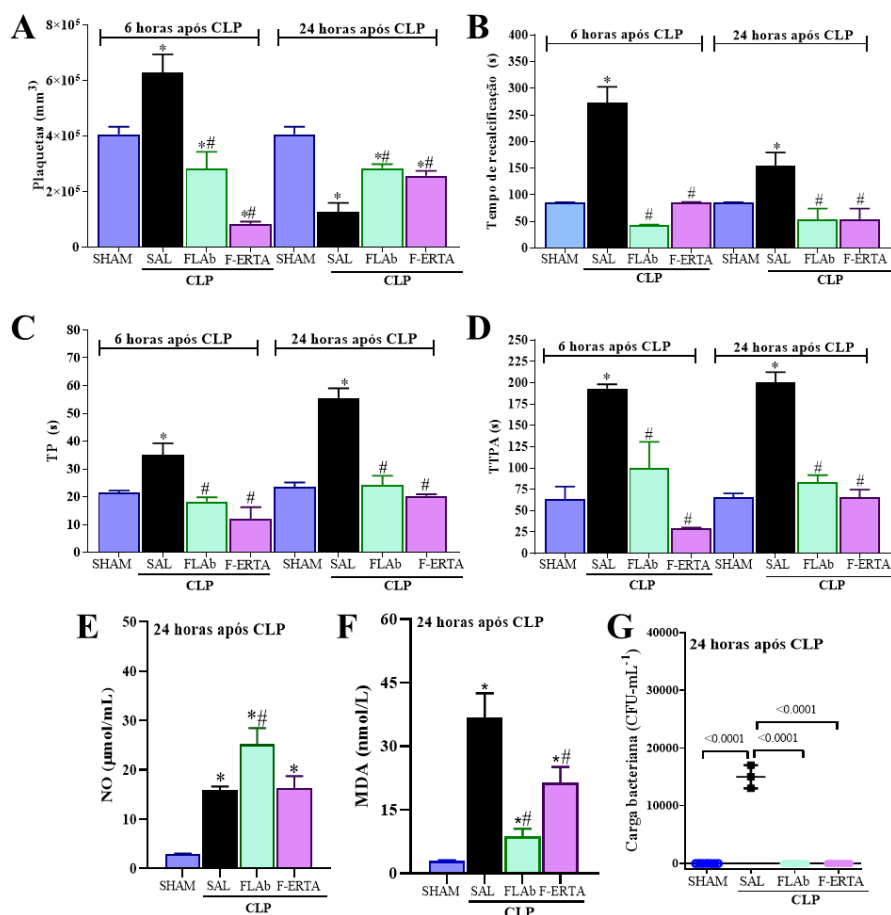 A
6 horas após CLP
24 horas após CLP
Plaquetas (mm³)
8×10⁵
6×10⁵
4×10⁵
2×10⁵
0
*
*#
*#
*
*#
*#
SHAM SAL FLAb F-ERTA SHAM SAL FLAb F-ERTA
CLP CLP
B
6 horas após CLP
24 horas após CLP
Tempo de recalcificação (s)
400
350
300
250
200
150
100
50
0
*
#
#
*
#
#
SHAM SAL FLAb F-ERTA SHAM SAL FLAb F-ERTA
CLP CLP
C
6 horas após CLP
24 horas após CLP
TP (s)
80
70
60
50
40
30
20
10
0
*
#
#
*
#
#
SHAM SAL FLAb F-ERTA SHAM SAL FLAb F-ERTA
CLP CLP
D
6 horas após CLP
24 horas após CLP
TTPA (s)
250
225
200
175
150
125
100
75
50
25
0
*
#
#
*
#
#
SHAM SAL FLAb F-ERTA SHAM SAL FLAb F-ERTA
CLP CLP
E
24 horas após CLP
NO (µmol/mL)
50
40
30
20
10
0
*
*#
*
SHAM SAL FLAb F-ERTA
CLP
F
24 horas após CLP
MDA (nmol/L)
60
45
30
15
0
*
*#
*#
SHAM SAL FLAb F-ERTA
CLP
G
24 horas após CLP
Carga bacteriana (CFU-mL⁻¹)
40000
30000
20000
10000
0
<0.0001
<0.0001
<0.0001
SHAM SAL FLAb F-ERTA
CLP